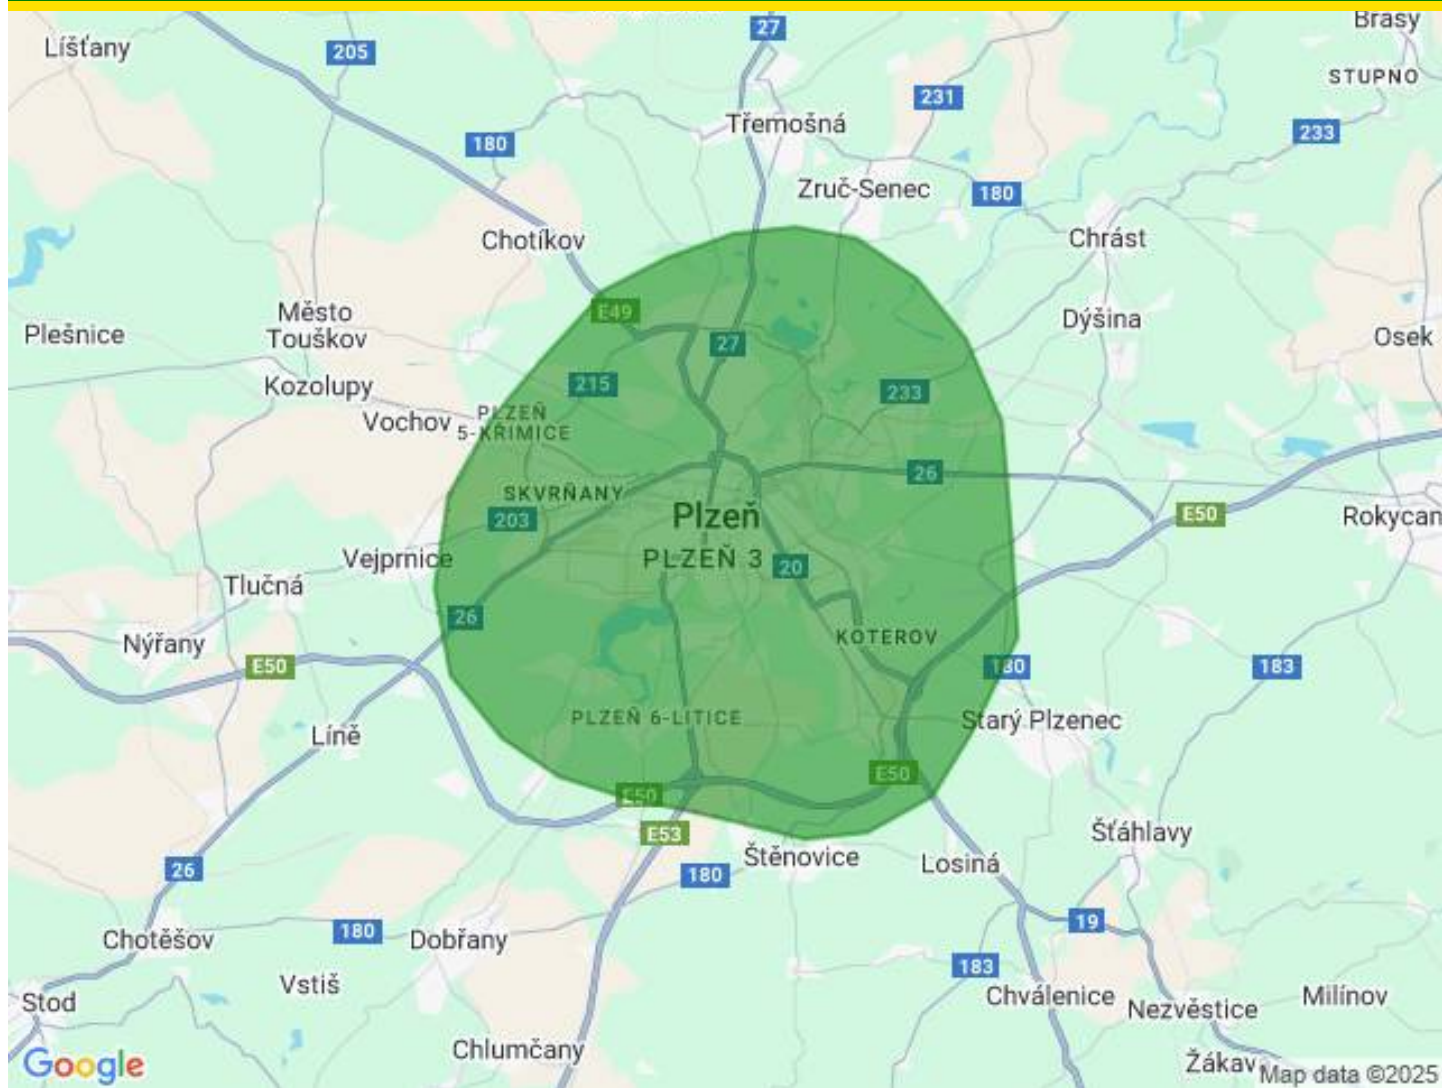 Brasy
27
Líšťany
205
STUPNO
231
Třemošná
233
180
Zruč-Senec
180
Chotíkov
Chrást
E49
Město
Touškov
Dýšina
Plešnice
Osek
27
215
233
Kozolupy
Vochov
PLZEŇ
5-KŘIMICE
26
SKVRŇANY
203
Plzeň
E50
Rokycan
Vejprnice
PLZEŇ 3
20
Tlučná
26
KOTEROV
Nýřany
E50
180
183
PLZEŇ 6-LITICE
Starý Plzenec
Líně
E50
E50
E53
Šťáhlavy
Štěnovice
Losiná
26
180
19
180
Chotěšov
Dobřany
183
Vstiš
Chválenice
Milínov
Stod
Nezvěstice
Chlumčany
Žákav
Google
Map data ©2025